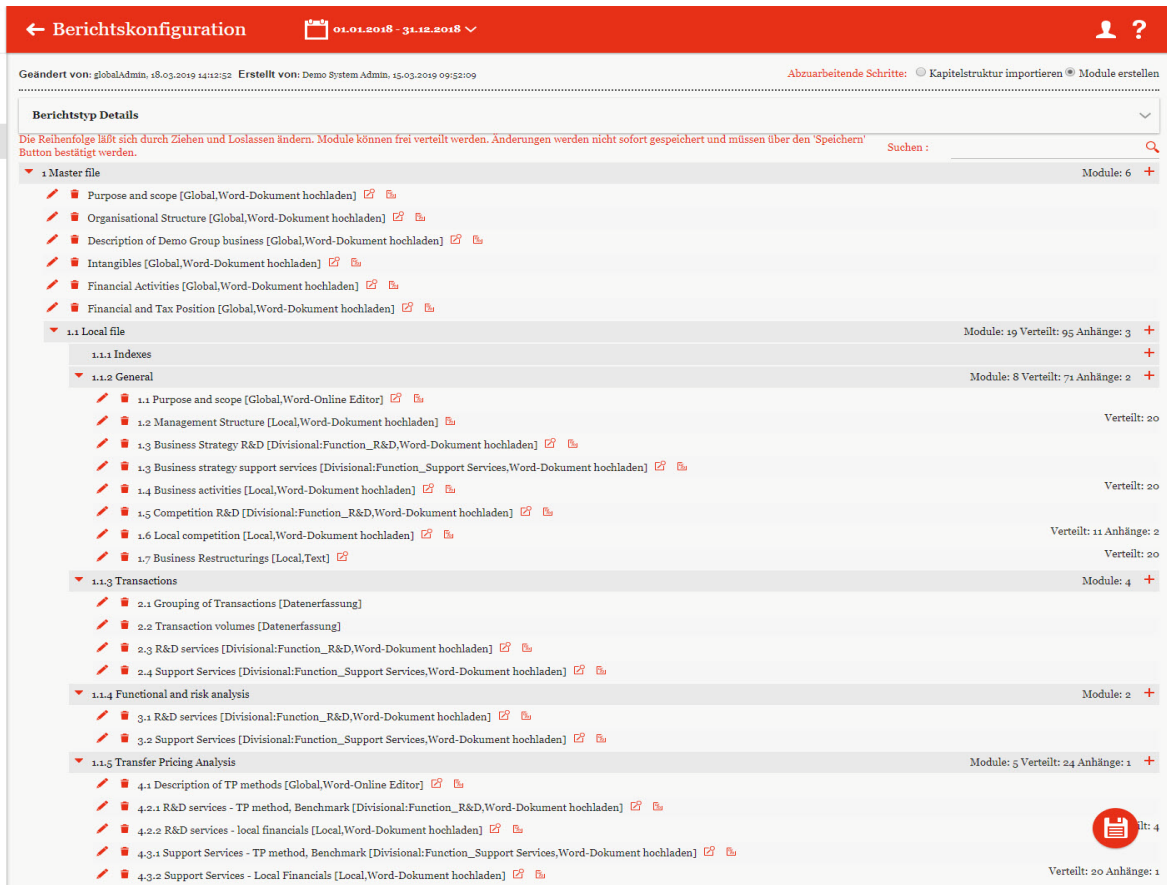 Berichtskonfiguration 01.01.2018 - 31.12.2018 ?
Geändert von: globalAdmin, 18.03.2019 14:12:52 Erstellt von: Demo System Admin, 15.03.2019 09:52:09 Abzuarbeitende Schritte: Kapitelstruktur importieren Module erstellen
Berichtstyp Details
Die Reihenfolge läßt sich durch Ziehen und Loslassen ändern. Module können frei verteilt werden. Änderungen werden nicht sofort gespeichert und müssen über den 'Speichern'
Button bestätigt werden.
Suchen :
1 Master file Module: 6 +
Purpose and scope [Global,Word-Dokument hochladen]
Organisational Structure [Global,Word-Dokument hochladen]
Description of Demo Group business [Global,Word-Dokument hochladen]
Intangibles [Global,Word-Dokument hochladen]
Financial Activities [Global,Word-Dokument hochladen]
Financial and Tax Position [Global,Word-Dokument hochladen]
1.1 Local file Module: 19 Verteilt: 95 Anhänge: 3 +
1.1.1 Indexes +
1.1.2 General Module: 8 Verteilt: 71 Anhänge: 2 +
1.1 Purpose and scope [Global,Word-Online Editor]
1.2 Management Structure [Local,Word-Dokument hochladen] Verteilt: 20
1.3 Business Strategy R&D [Divisional:Function_R&D,Word-Dokument hochladen]
1.3 Business strategy support services [Divisional:Function_Support Services,Word-Dokument hochladen]
1.4 Business activities [Local,Word-Dokument hochladen] Verteilt: 20
1.5 Competition R&D [Divisional:Function_R&D,Word-Dokument hochladen]
1.6 Local competition [Local,Word-Dokument hochladen] Verteilt: 11 Anhänge: 2
1.7 Business Restructurings [Local,Text] Verteilt: 20
1.1.3 Transactions Module: 4 +
2.1 Grouping of Transactions [Datenerfassung]
2.2 Transaction volumes [Datenerfassung]
2.3 R&D services [Divisional:Function_R&D,Word-Dokument hochladen]
2.4 Support Services [Divisional:Function_Support Services,Word-Dokument hochladen]
1.1.4 Functional and risk analysis Module: 2 +
3.1 R&D services [Divisional:Function_R&D,Word-Dokument hochladen]
3.2 Support Services [Divisional:Function_Support Services,Word-Dokument hochladen]
1.1.5 Transfer Pricing Analysis Module: 5 Verteilt: 24 Anhänge: 1 +
4.1 Description of TP methods [Global,Word-Online Editor]
4.2.1 R&D services - TP method, Benchmark [Divisional:Function_R&D,Word-Dokument hochladen]
4.2.2 R&D services - local financials [Local,Word-Dokument hochladen] ilt: 4
4.3.1 Support Services - TP method, Benchmark [Divisional:Function_Support Services,Word-Dokument hochladen]
4.3.2 Support Services - Local Financials [Local,Word-Dokument hochladen] Verteilt: 20 Anhänge: 1